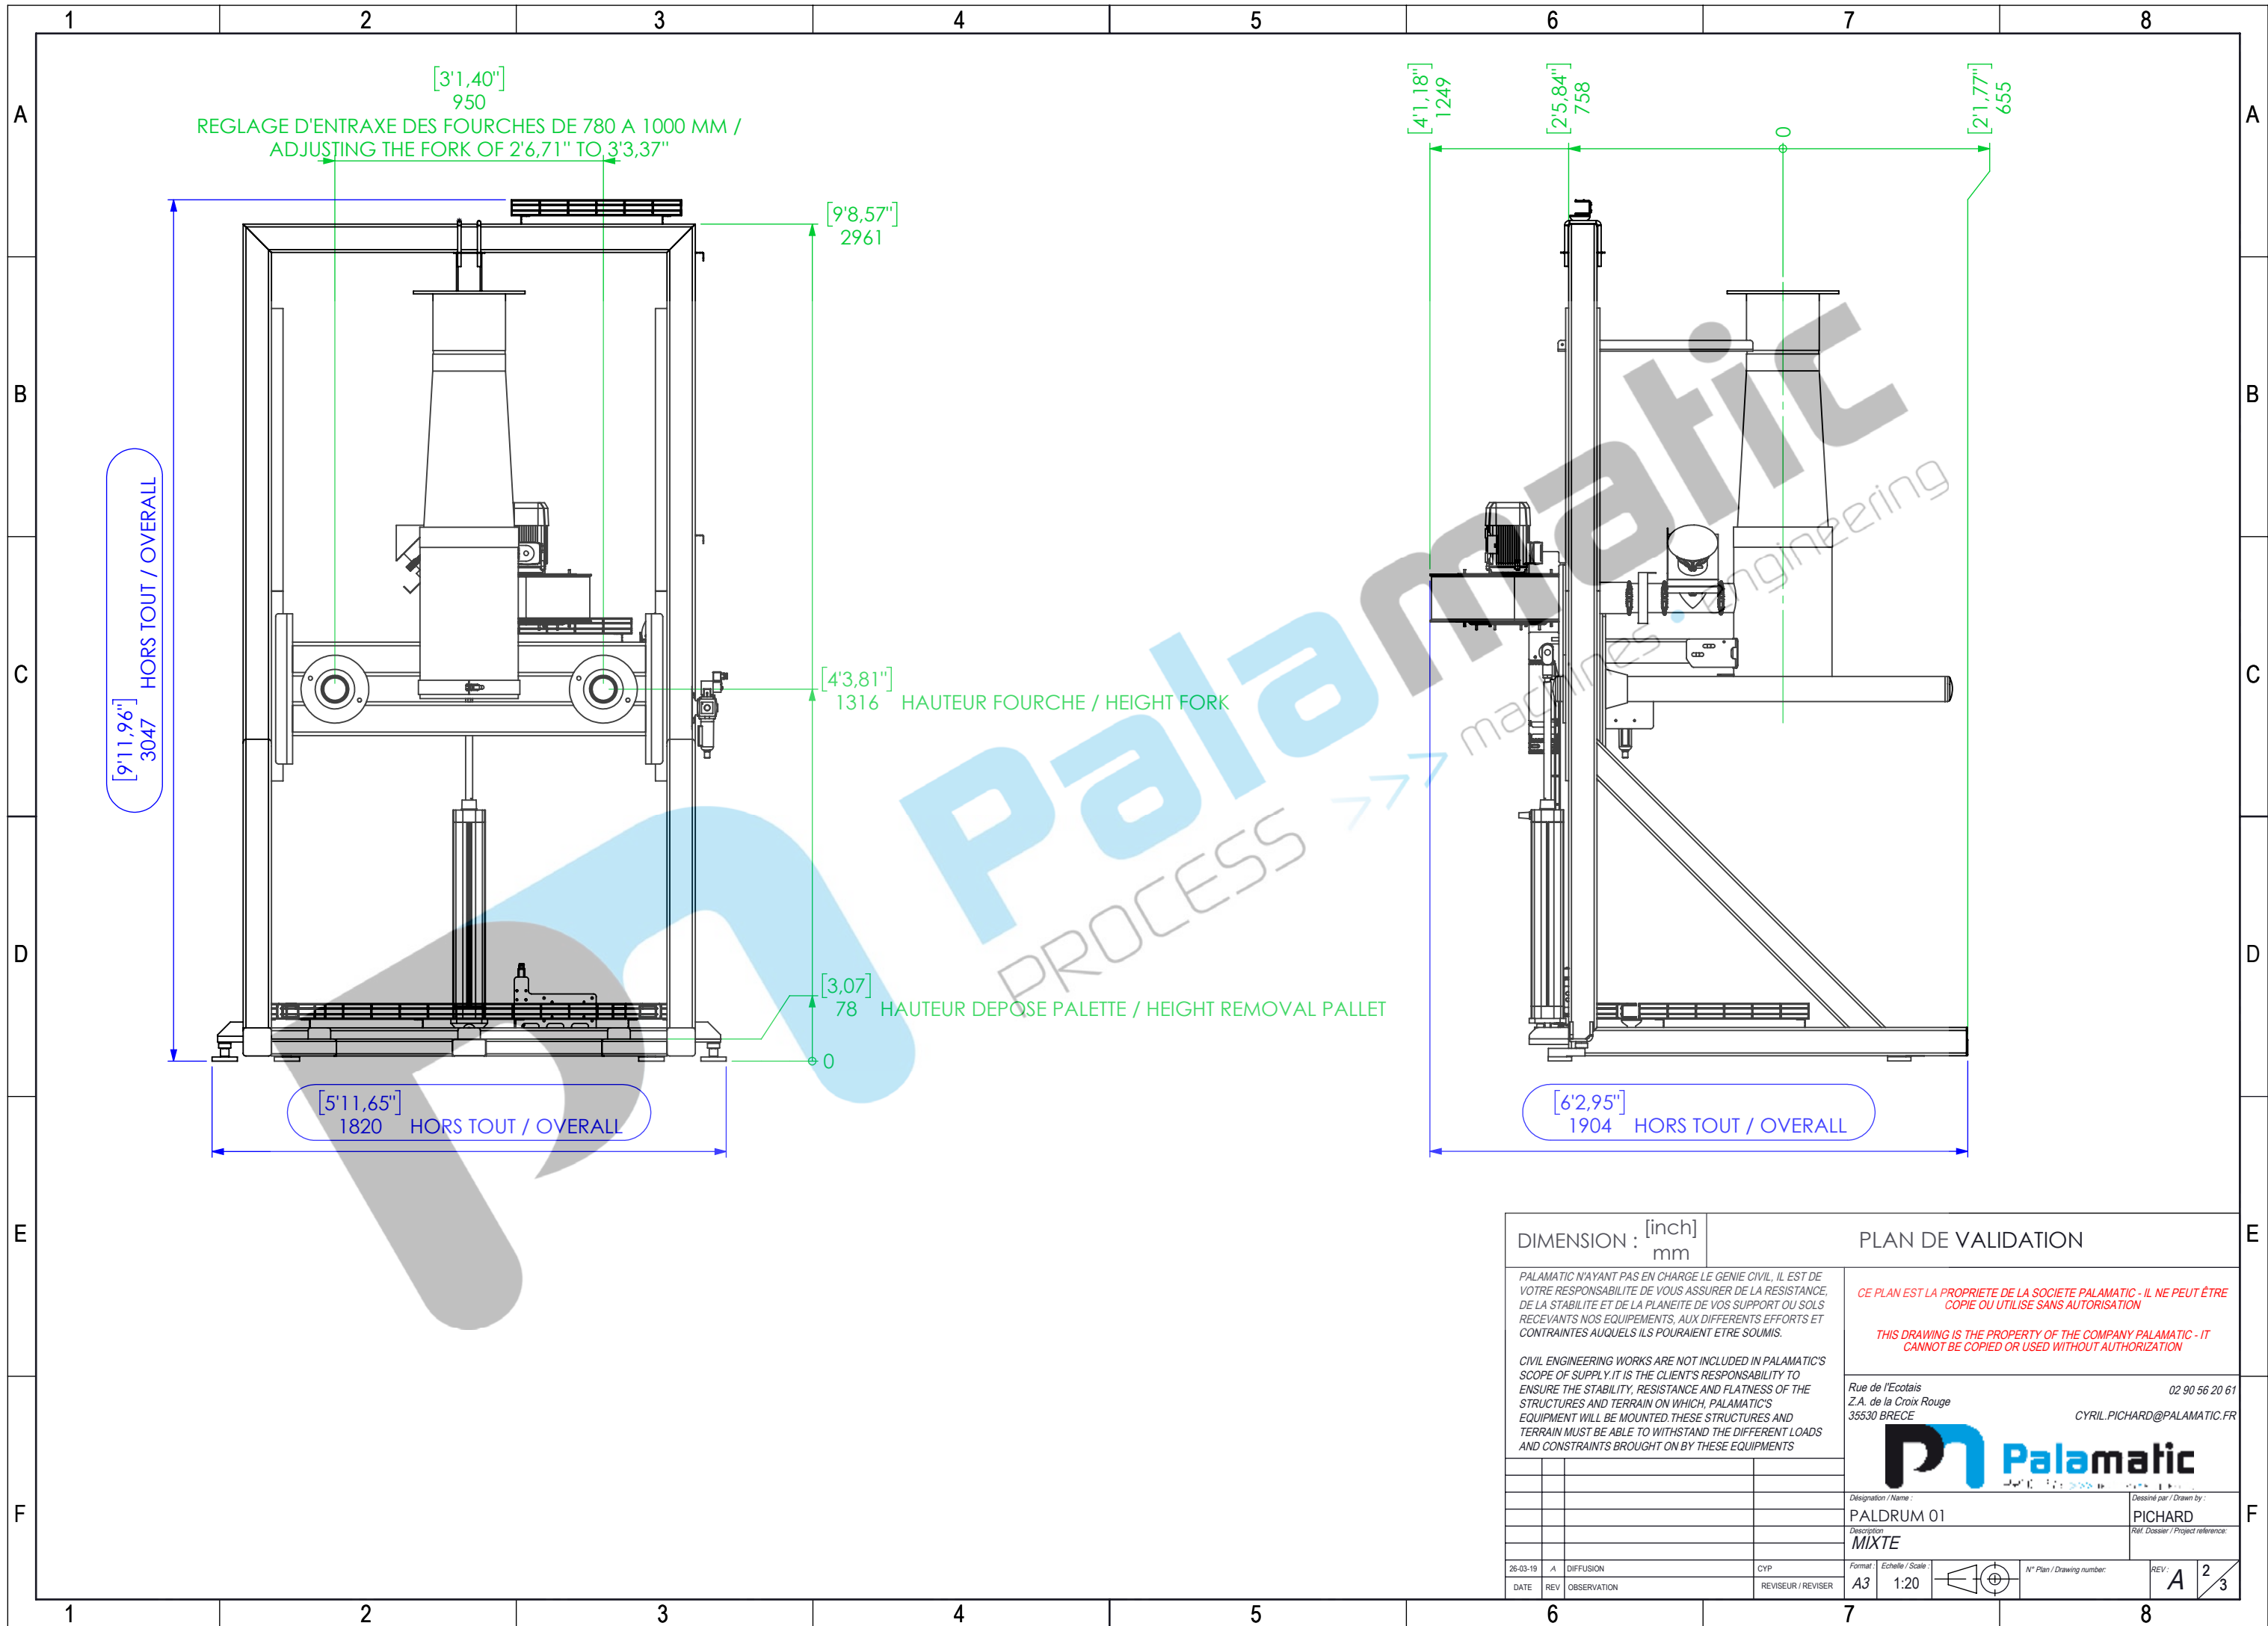 1 2 3 4 5 6 7 8
A
B
C
D
E
F
A
B
C
D
E
F
[3'1,40"]
950
REGLAGE D'ENTRAXE DES FOURCHES DE 780 A 1000 MM /
ADJUSTING THE FORK OF 2'6,71" TO 3'3,37"
[9'8,57"]
2961
[9'11,96"]
3047 HORS TOUT / OVERALL
[4'3,81"]
1316 HAUTEUR FOURCHE / HEIGHT FORK
[3,07]
78 HAUTEUR DEPOSE PALETTE / HEIGHT REMOVAL PALLET
0
[5'11,65"]
1820 HORS TOUT / OVERALL
[4'1,18"]
1249
[2'5,84"]
758
0
[2'1,77"]
655
[6'2,95"]
1904 HORS TOUT / OVERALL
Palamatic
PROCESS >>> machines • engineering
DIMENSION : [inch]
mm
PLAN DE VALIDATION
PALAMATIC N'AYANT PAS EN CHARGE LE GENIE CIVIL, IL EST DE
VOTRE RESPONSABILITE DE VOUS ASSURER DE LA RESISTANCE,
DE LA STABILITE ET DE LA PLANEITE DE VOS SUPPORT OU SOLS
RECEVANTS NOS EQUIPEMENTS, AUX DIFFERENTS EFFORTS ET
CONTRAINTES AUQUELS ILS POURAIENT ETRE SOUMIS.
CIVIL ENGINEERING WORKS ARE NOT INCLUDED IN PALAMATIC'S
SCOPE OF SUPPLY.IT IS THE CLIENT'S RESPONSABILITY TO
ENSURE THE STABILITY, RESISTANCE AND FLATNESS OF THE
STRUCTURES AND TERRAIN ON WHICH, PALAMATIC'S
EQUIPMENT WILL BE MOUNTED.THESE STRUCTURES AND
TERRAIN MUST BE ABLE TO WITHSTAND THE DIFFERENT LOADS
AND CONSTRAINTS BROUGHT ON BY THESE EQUIPMENTS
CE PLAN EST LA PROPRIETE DE LA SOCIETE PALAMATIC - IL NE PEUT ÊTRE
COPIE OU UTILISE SANS AUTORISATION
THIS DRAWING IS THE PROPERTY OF THE COMPANY PALAMATIC - IT
CANNOT BE COPIED OR USED WITHOUT AUTHORIZATION
Rue de l'Ecotais 02 90 56 20 61
Z.A. de la Croix Rouge
35530 BRECE CYRIL.PICHARD@PALAMATIC.FR
Palamatic
Désignation / Name : Dessiné par / Drawn by :
PALDRUM 01 PICHARD
Description Réf. Dossier / Project reference:
MIXTE
26-03-19 A DIFFUSION CYP
DATE REV OBSERVATION REVISEUR / REVISER
Format : Echelle / Scale : N° Plan / Drawing number: REV :
A3 1:20 A 2/3
1 2 3 4 5 6 7 8